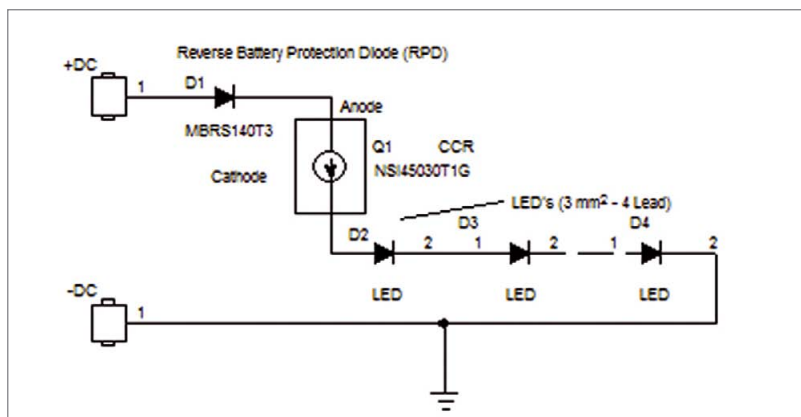 Reverse Battery Protection Diode (RPD)
+DC
1
D1
MBRS140T3
Anode
Q1 CCR
NSI45030T1G
Cathode
LED's (3 mm² - 4 Lead)
D2 2 1 D3 2 1 D4 2
LED LED LED
-DC
1